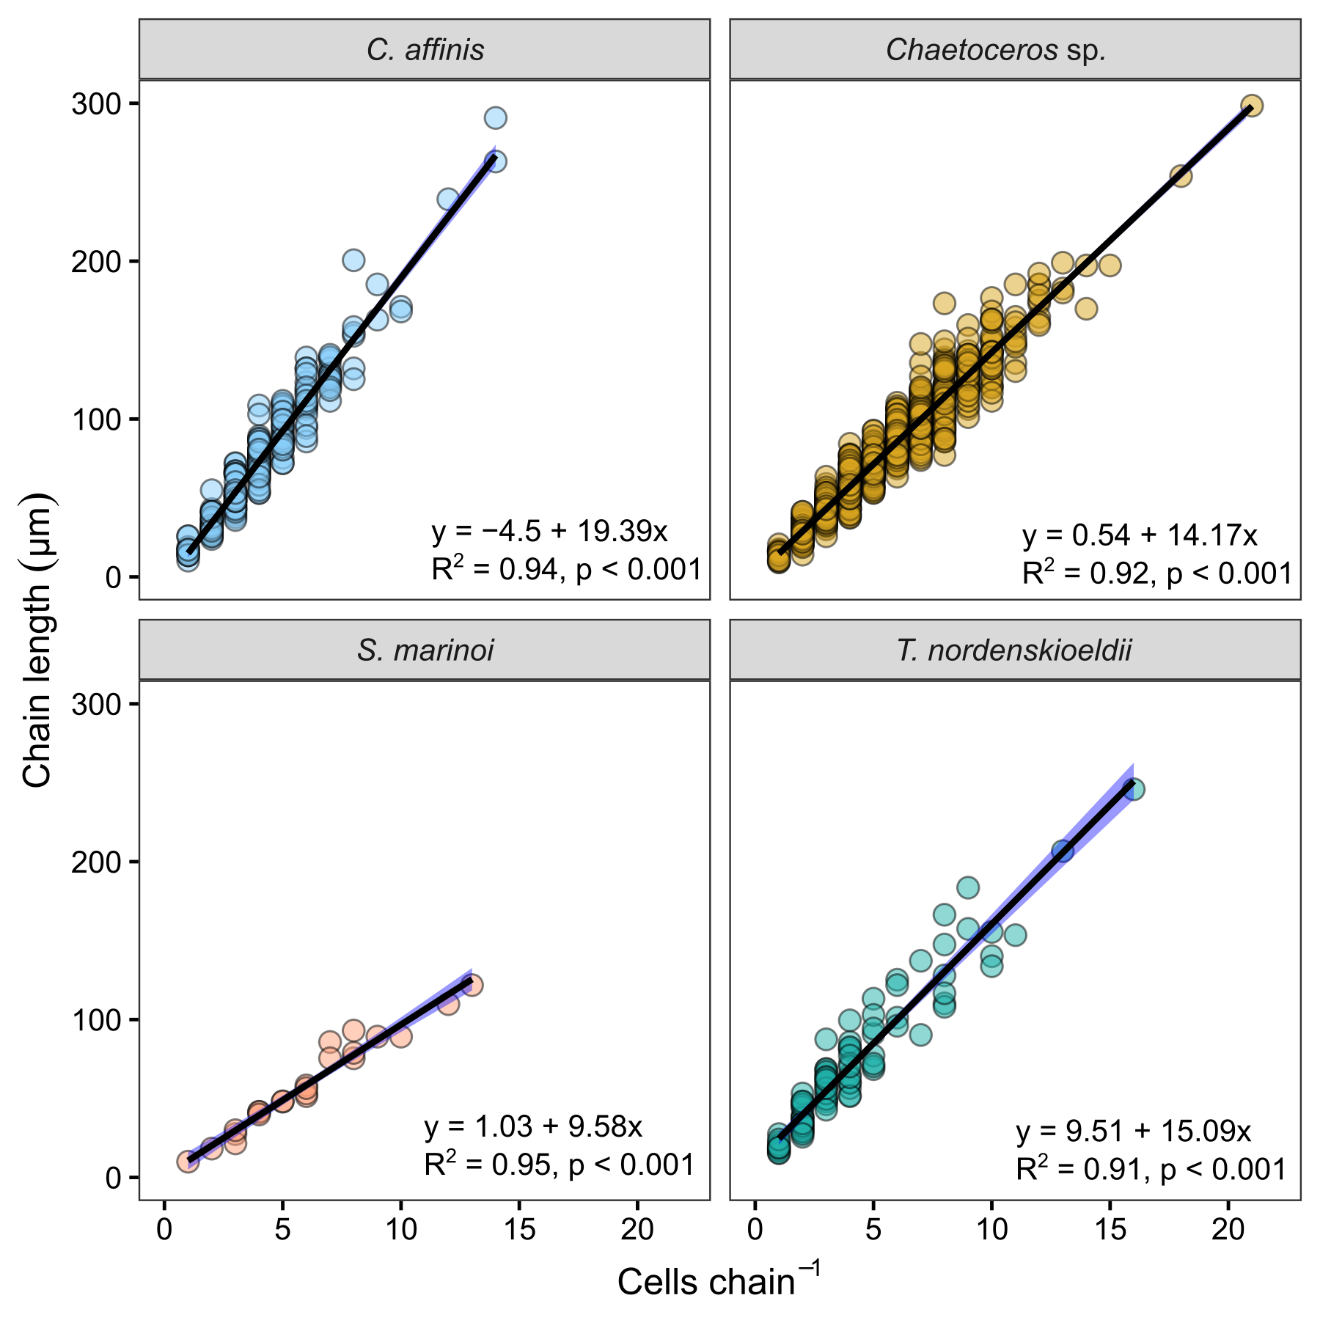 C. affinis
Chaetoceros sp.
300
200
100
0
y = −4.5 + 19.39x
R² = 0.94, p < 0.001
y = 0.54 + 14.17x
R² = 0.92, p < 0.001
Chain length (μm)
S. marinoi
T. nordenskioeldii
300
200
100
0
y = 1.03 + 9.58x
R² = 0.95, p < 0.001
y = 9.51 + 15.09x
R² = 0.91, p < 0.001
0 5 10 15 20
0 5 10 15 20
Cells chain⁻¹